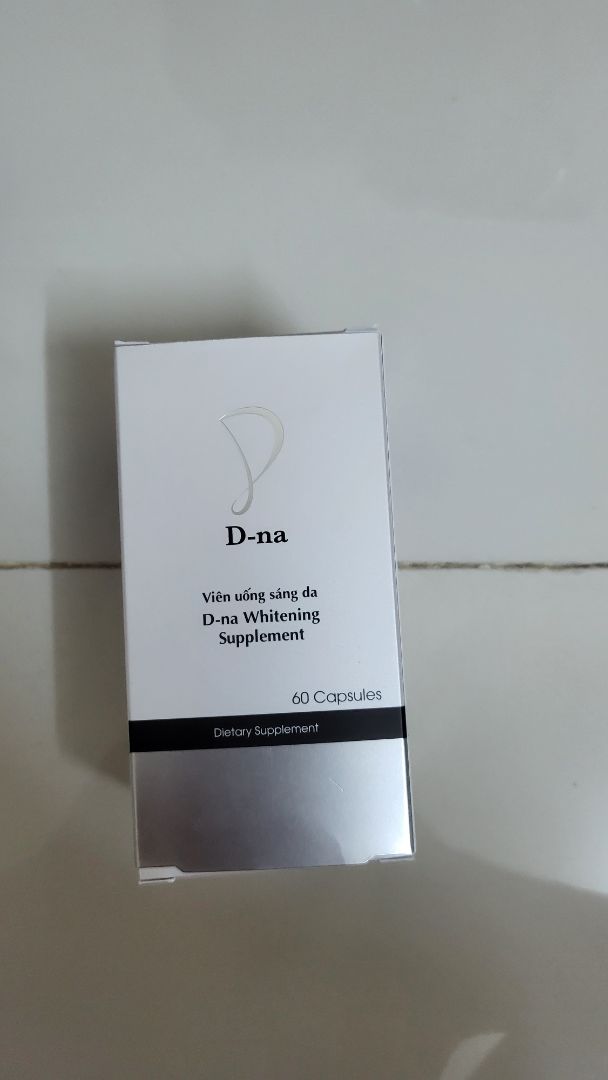 D-na
Viên uống sáng da
D-na Whitening
Supplement
60 Capsules
Dietary Supplement